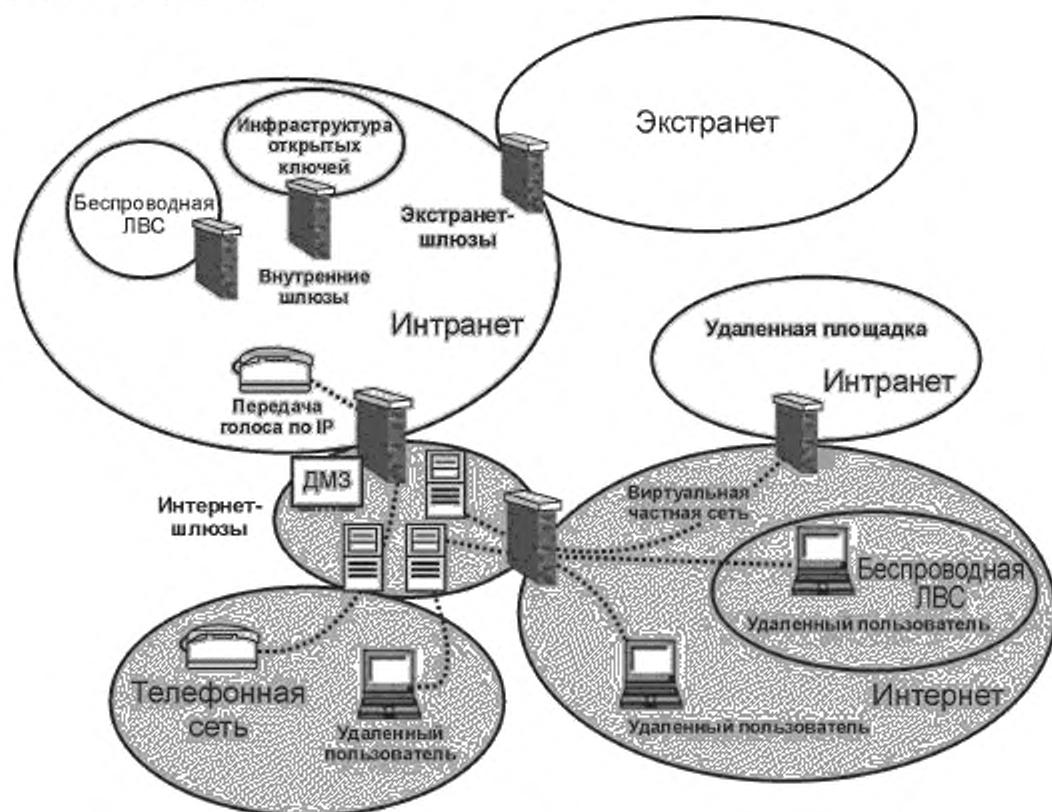 Экстранет
Инфраструктура
открытых
ключей
Беспроводная
ЛВС
Экстранет-
шлюзы
Внутренние
шлюзы
Интранет
Удаленная площадка
Интранет
Передача
голоса по IP
ДМЗ
Интернет-
шлюзы
Виртуальная
частная сеть
Беспроводная
ЛВС
Удаленный пользователь
Интернет
Удаленный пользователь
Телефонная
сеть
Удаленный
пользователь